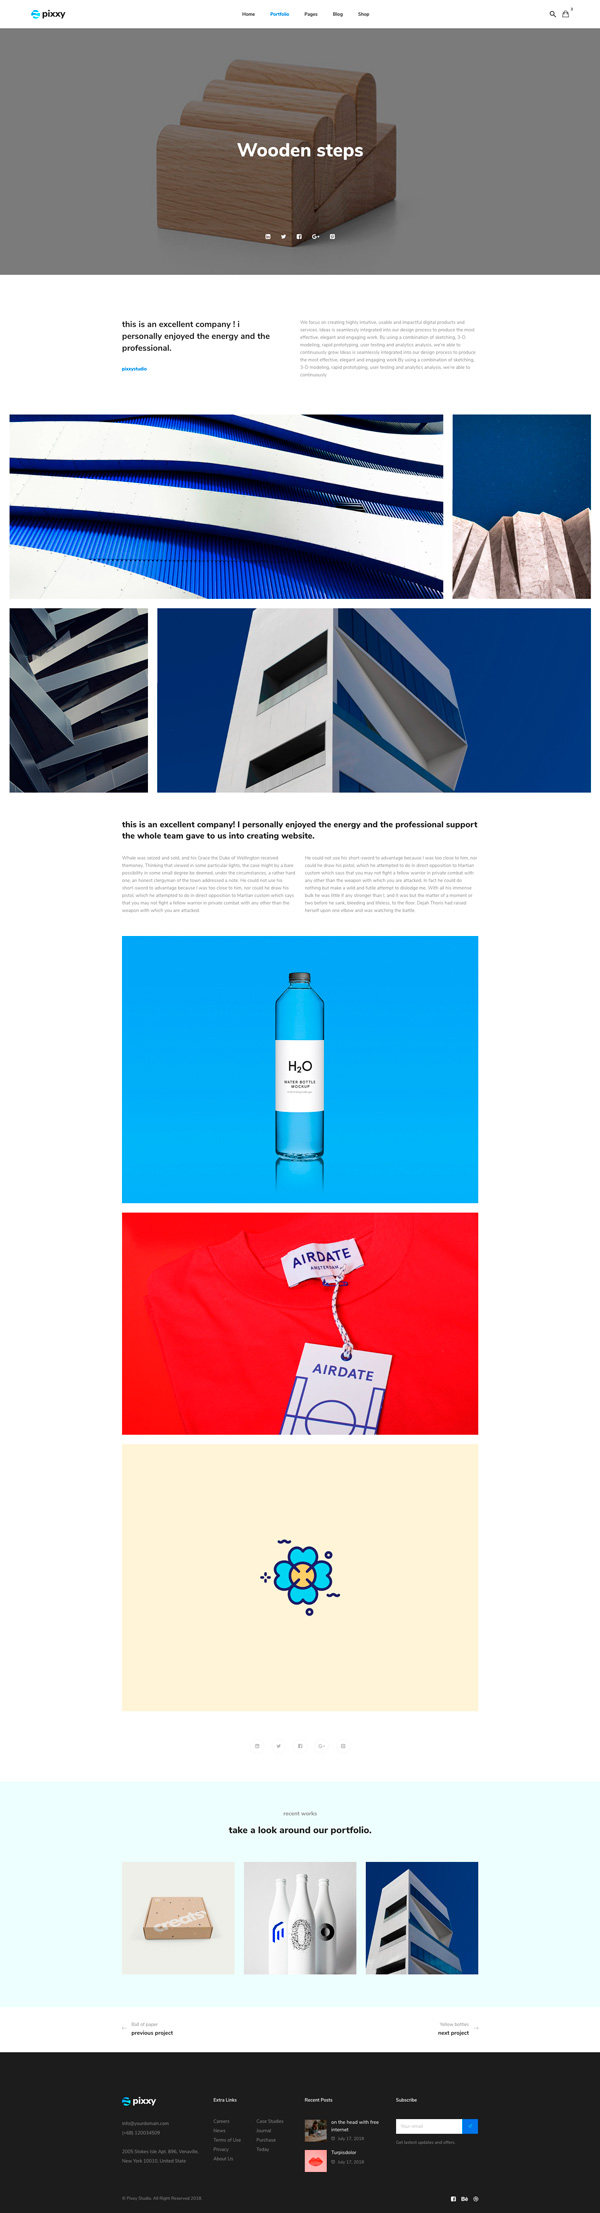 pixxy
Home Portfolio Pages Blog Shop
Wooden steps
this is an excellent company ! i
personally enjoyed the energy and the
professional.
pixxystudio
We focus on creating highly intuitive, usable and impactful digital products and
services. Ideas is seamlessly integrated into our design process to produce the most
effective, elegant and engaging work. By using a combination of sketching, 3-D
modeling, rapid prototyping, user testing and analytics analysis, we're able to
continuously grow Ideas is seamlessly integrated into our design process to produce
the most effective, elegant and engaging work By using a combination of sketching,
3-D modeling, rapid prototyping, user testing and analytics analysis, we're able to
continuously
this is an excellent company! I personally enjoyed the energy and the professional support
the whole team gave to us into creating website.
Whale was seized and sold, and his Grace the Duke of Wellington received
themoney. Thinking that viewed in some particular lights, the case might by a bare
possibility in some small degree be deemed, under the circumstances, a rather hard
one, an honest clergyman of the town addressed a note. He could not use his
short-sword to advantage because I was too close to him, nor could he draw his
pistol, which he attempted to do in direct opposition to Martian custom which says
that you may not fight a fellow warrior in private combat with any other than the
weapon with which you are attacked.
He could not use his short-sword to advantage because I was too close to him, nor
could he draw his pistol, which he attempted to do in direct opposition to Martian
custom which says that you may not fight a fellow warrior in private combat with
any other than the weapon with which you are attacked. In fact he could do
nothing but make a wild and futile attempt to dislodge me. With all his immense
bulk he was little if any stronger than I, and it was but the matter of a moment or
two before he sank, bleeding and lifeless, to the floor. Dejah Thoris had raised
herself upon one elbow and was watching the battle.
H2O
WATER BOTTLE
MOCKUP
AIRDATE
AMSTERDAM
AIRDATE
recent works
take a look around our portfolio.
creats
Ball of paper
previous project
Yellow bottles
next project
pixxy
info@yourdomain.com
(+68) 120034509
2005 Stokes Isle Apt. 896, Venaville,
New York 10010, United State
Extra Links
Careers
News
Terms of Use
Privacy
About Us
Case Studies
Journal
Purchase
Today
Recent Posts
on the head with free
internet
July 17, 2018
Turpisdolor
July 17, 2018
Subscribe
Your email
Get lastest updates and offers.
© Pixxy Studio. All Right Reserved 2018
Bē